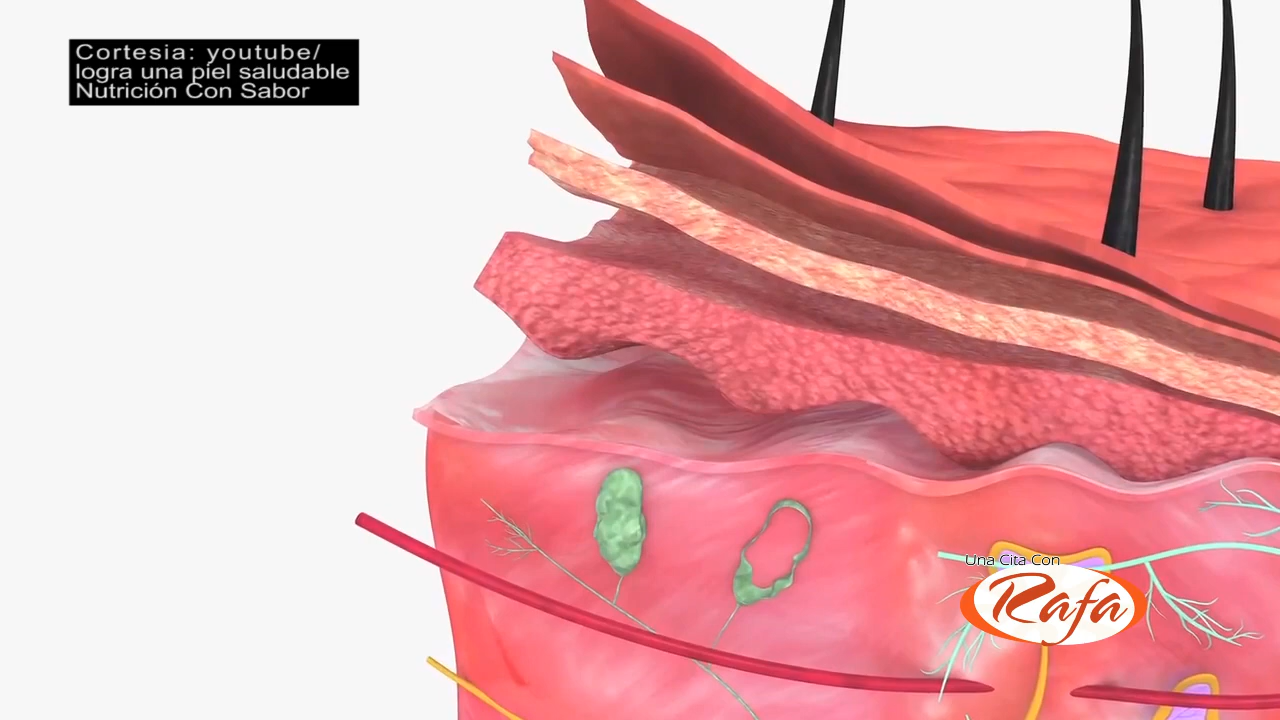 Cortesia: youtube/
logra una piel saludable
Nutrición Con Sabor
Una Cita Con
Rafa